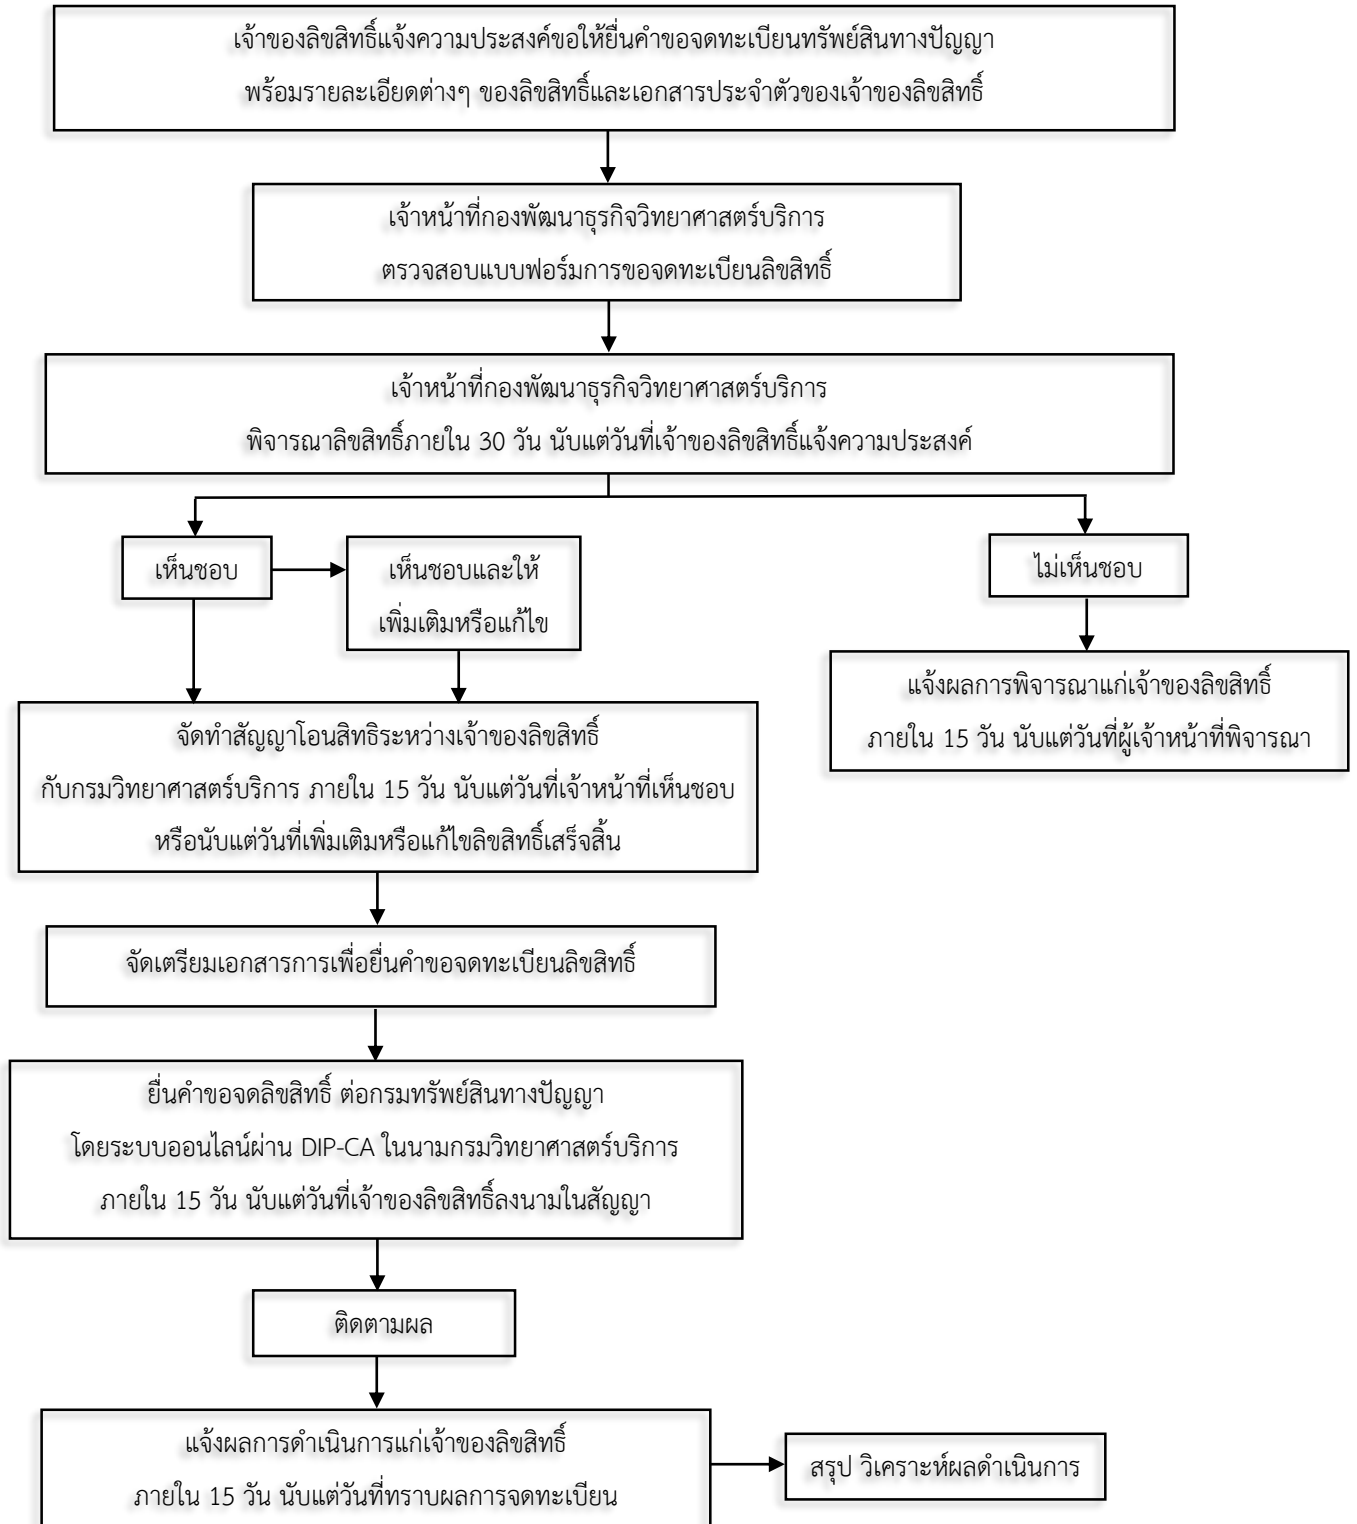 เจ้าของลิขสิทธิ์แจ้งความประสงค์ขอให้ยื่นคำขอจดทะเบียนทรัพย์สินทางปัญญา
พร้อมรายละเอียดต่างๆ ของลิขสิทธิ์และเอกสารประจำตัวของเจ้าของลิขสิทธิ์
เจ้าหน้าที่กองพัฒนาธุรกิจวิทยาศาสตร์บริการ
ตรวจสอบแบบฟอร์มการขอจดทะเบียนลิขสิทธิ์
เจ้าหน้าที่กองพัฒนาธุรกิจวิทยาศาสตร์บริการ
พิจารณาลิขสิทธิ์ภายใน 30 วัน นับแต่วันที่เจ้าของลิขสิทธิ์แจ้งความประสงค์
เห็นชอบ
เห็นชอบและให้
เพิ่มเติมหรือแก้ไข
ไม่เห็นชอบ
แจ้งผลการพิจารณาแก่เจ้าของลิขสิทธิ์
ภายใน 15 วัน นับแต่วันที่ผู้เจ้าหน้าที่พิจารณา
จัดทำสัญญาโอนสิทธิระหว่างเจ้าของลิขสิทธิ์
กับกรมวิทยาศาสตร์บริการ ภายใน 15 วัน นับแต่วันที่เจ้าหน้าที่เห็นชอบ
หรือนับแต่วันที่เพิ่มเติมหรือแก้ไขลิขสิทธิ์เสร็จสิ้น
จัดเตรียมเอกสารการเพื่อยื่นคำขอจดทะเบียนลิขสิทธิ์
ยื่นคำขอจดลิขสิทธิ์ ต่อกรมทรัพย์สินทางปัญญา
โดยระบบออนไลน์ผ่าน DIP-CA ในนามกรมวิทยาศาสตร์บริการ
ภายใน 15 วัน นับแต่วันที่เจ้าของลิขสิทธิ์ลงนามในสัญญา
ติดตามผล
แจ้งผลการดำเนินการแก่เจ้าของลิขสิทธิ์
ภายใน 15 วัน นับแต่วันที่ทราบผลการจดทะเบียน
สรุป วิเคราะห์ผลดำเนินการ